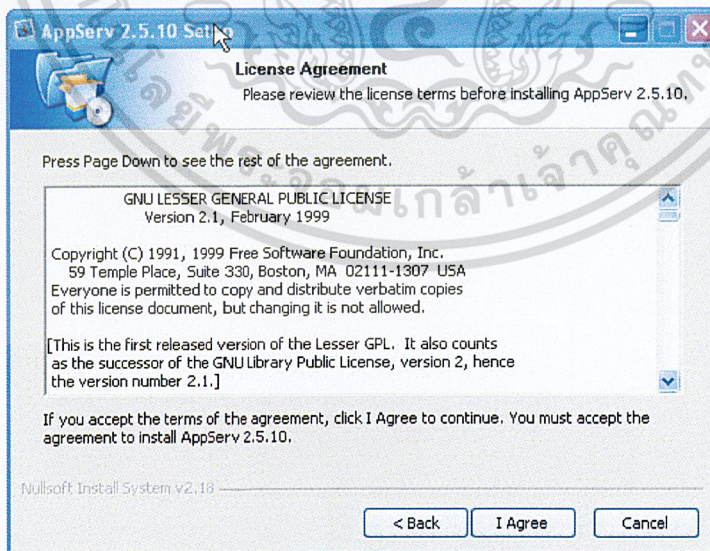 AppServ 2.5.10 Setup
License Agreement
Please review the license terms before installing AppServ 2.5.10.
Press Page Down to see the rest of the agreement.
GNU LESSER GENERAL PUBLIC LICENSE
Version 2.1, February 1999
Copyright (C) 1991, 1999 Free Software Foundation, Inc.
59 Temple Place, Suite 330, Boston, MA 02111-1307 USA
Everyone is permitted to copy and distribute verbatim copies
of this license document, but changing it is not allowed.
[This is the first released version of the Lesser GPL. It also counts
as the successor of the GNU Library Public License, version 2, hence
the version number 2.1.]
If you accept the terms of the agreement, click I Agree to continue. You must accept the
agreement to install AppServ 2.5.10.
Nullsoft Install System v2.18
< Back
I Agree
Cancel